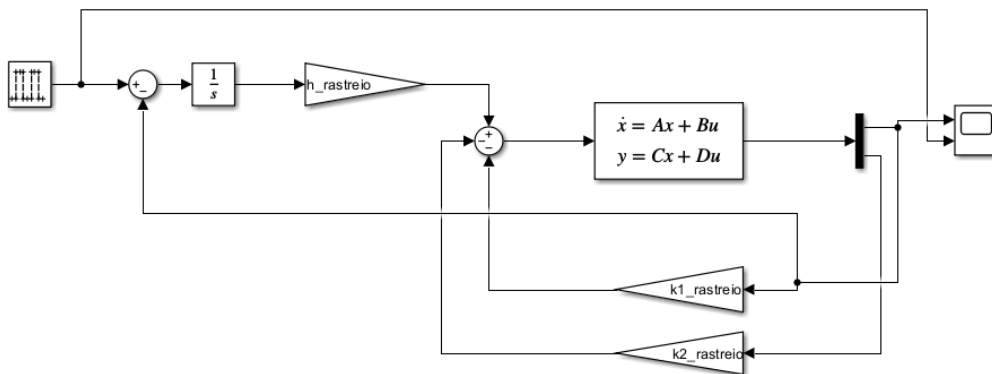 +
−
1
s
h_rastreio
+
−
−
ẋ = Ax + Bu
y = Cx + Du
k1_rastreio
k2_rastreio